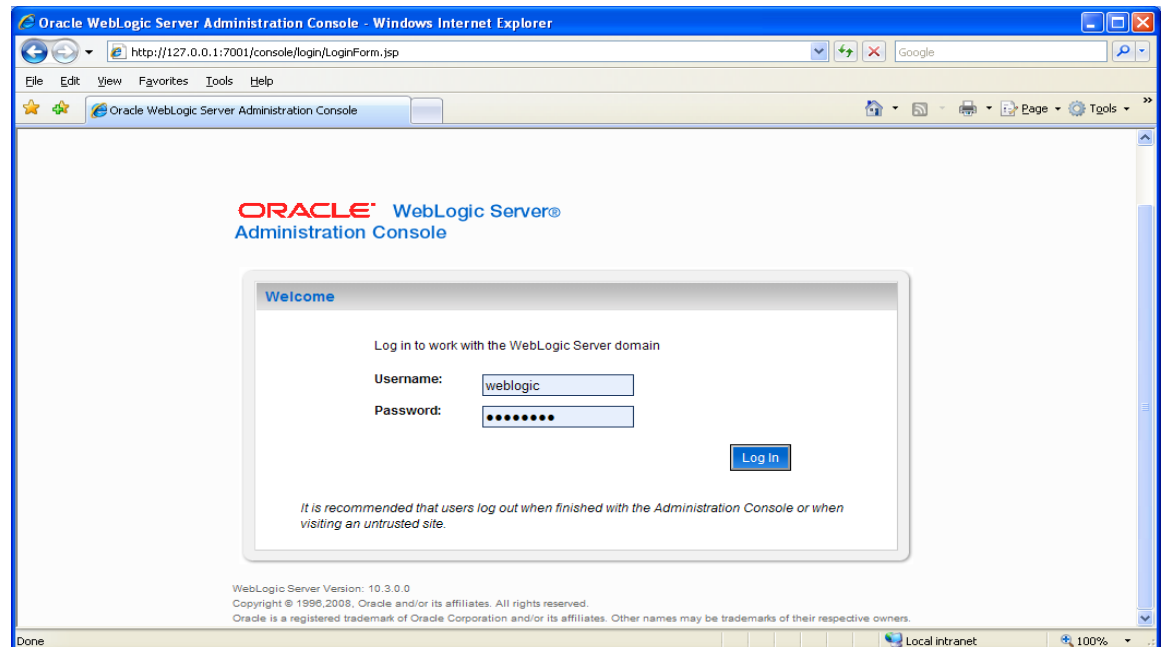 Oracle WebLogic Server Administration Console - Windows Internet Explorer
http://127.0.0.1:7001/console/login/LoginForm.jsp
Google
File Edit View Favorites Tools Help
Oracle WebLogic Server Administration Console
Page Tools »
ORACLE® WebLogic Server®
Administration Console
Welcome
Log in to work with the WebLogic Server domain
Username: weblogic
Password: ●●●●●●●●
Log In
It is recommended that users log out when finished with the Administration Console or when
visiting an untrusted site.
WebLogic Server Version: 10.3.0.0
Copyright © 1996,2008, Oracle and/or its affiliates. All rights reserved.
Oracle is a registered trademark of Oracle Corporation and/or its affiliates. Other names may be trademarks of their respective owners.
Done Local intranet 100%